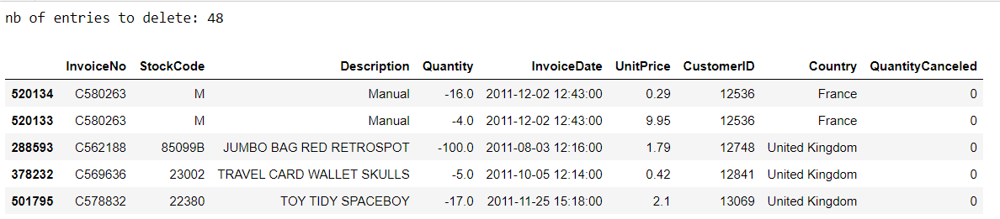 nb of entries to delete: 48
InvoiceNo StockCode Description Quantity InvoiceDate UnitPrice CustomerID Country QuantityCanceled
520134 C580263 M Manual -16.0 2011-12-02 12:43:00 0.29 12536 France 0
520133 C580263 M Manual -4.0 2011-12-02 12:43:00 9.95 12536 France 0
288593 C562188 85099B JUMBO BAG RED RETROSPOT -100.0 2011-08-03 12:16:00 1.79 12748 United Kingdom 0
378232 C569636 23002 TRAVEL CARD WALLET SKULLS -5.0 2011-10-05 12:14:00 0.42 12841 United Kingdom 0
501795 C578832 22380 TOY TIDY SPACEBOY -17.0 2011-11-25 15:18:00 2.1 13069 United Kingdom 0